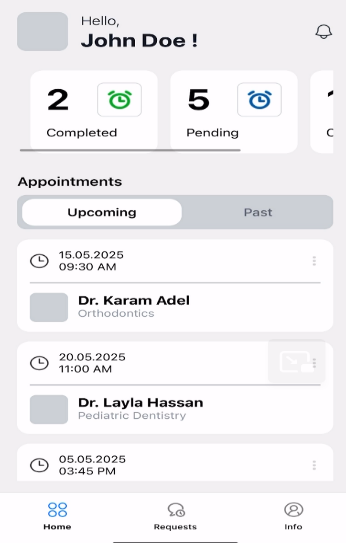 Hello,
John Doe !
2
Completed
5
Pending
Appointments
Upcoming
Past
15.05.2025
09:30 AM
Dr. Karam Adel
Orthodontics
20.05.2025
11:00 AM
Dr. Layla Hassan
Pediatric Dentistry
05.05.2025
03:45 PM
Home
Requests
Info